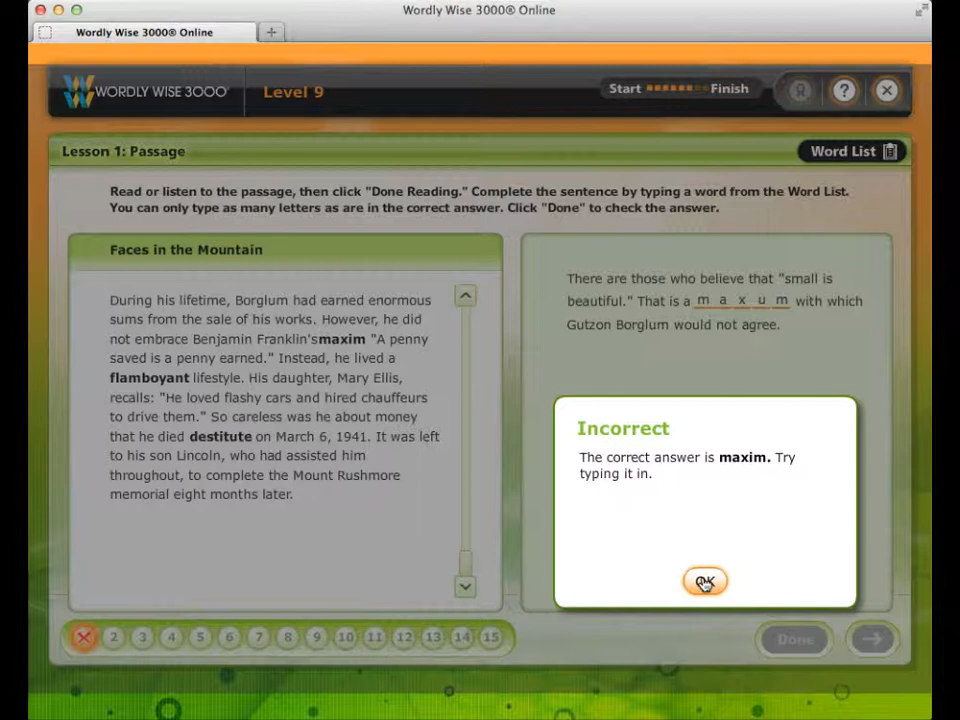 Wordly Wise 3000® Online
Wordly Wise 3000® Online
WORDLY WISE 3000®
Level 9
Start Finish
?
Lesson 1: Passage
Word List
Read or listen to the passage, then click "Done Reading." Complete the sentence by typing a word from the Word List.
You can only type as many letters as are in the correct answer. Click "Done" to check the answer.
Faces in the Mountain
During his lifetime, Borglum had earned enormous
sums from the sale of his works. However, he did
not embrace Benjamin Franklin'smaxim "A penny
saved is a penny earned." Instead, he lived a
flamboyant lifestyle. His daughter, Mary Ellis,
recalls: "He loved flashy cars and hired chauffeurs
to drive them." So careless was he about money
that he died destitute on March 6, 1941. It was left
to his son Lincoln, who had assisted him
throughout, to complete the Mount Rushmore
memorial eight months later.
There are those who believe that "small is
beautiful." That is a m a x u m with which
Gutzon Borglum would not agree.
Incorrect
The correct answer is maxim. Try
typing it in.
OK
2 3 4 5 6 7 8 9 10 11 12 13 14 15
Done